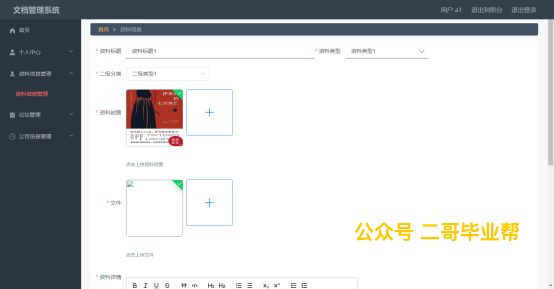 文档管理系统
用户 a1 退出到前台 退出登录
首页
首页 > 资料信息
个人中心
* 资料标题 资料标题1 * 资料类型 资料类型1
资料信息管理
资料信息管理
* 二级分类 二级类型1
论坛管理
公告信息管理
* 资料封面
点击上传资料封面
* 文件
点击上传文件
公众号 二哥毕业帮
* 资料详情
B I U S H1 H2 X₂ X²